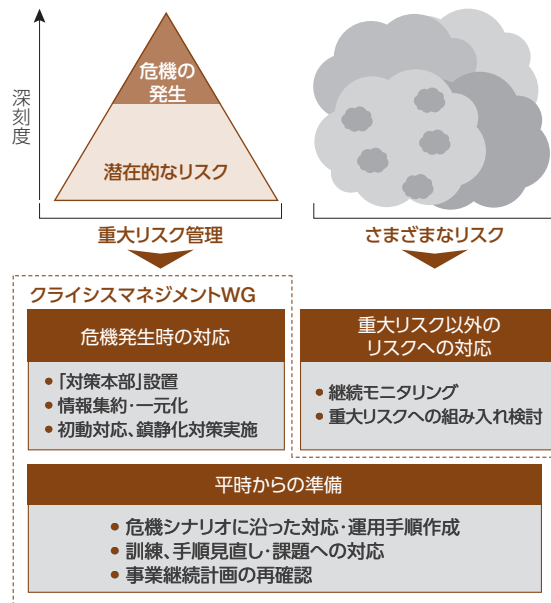 深刻度
危機の
発生
潜在的なリスク
重大リスク管理
さまざまなリスク
クライシスマネジメントWG
危機発生時の対応
• 「対策本部」設置
• 情報集約・一元化
• 初動対応、鎮静化対策実施
重大リスク以外の
リスクへの対応
• 継続モニタリング
• 重大リスクへの組み入れ検討
平時からの準備
• 危機シナリオに沿った対応・運用手順作成
• 訓練、手順見直し・課題への対応
• 事業継続計画の再確認